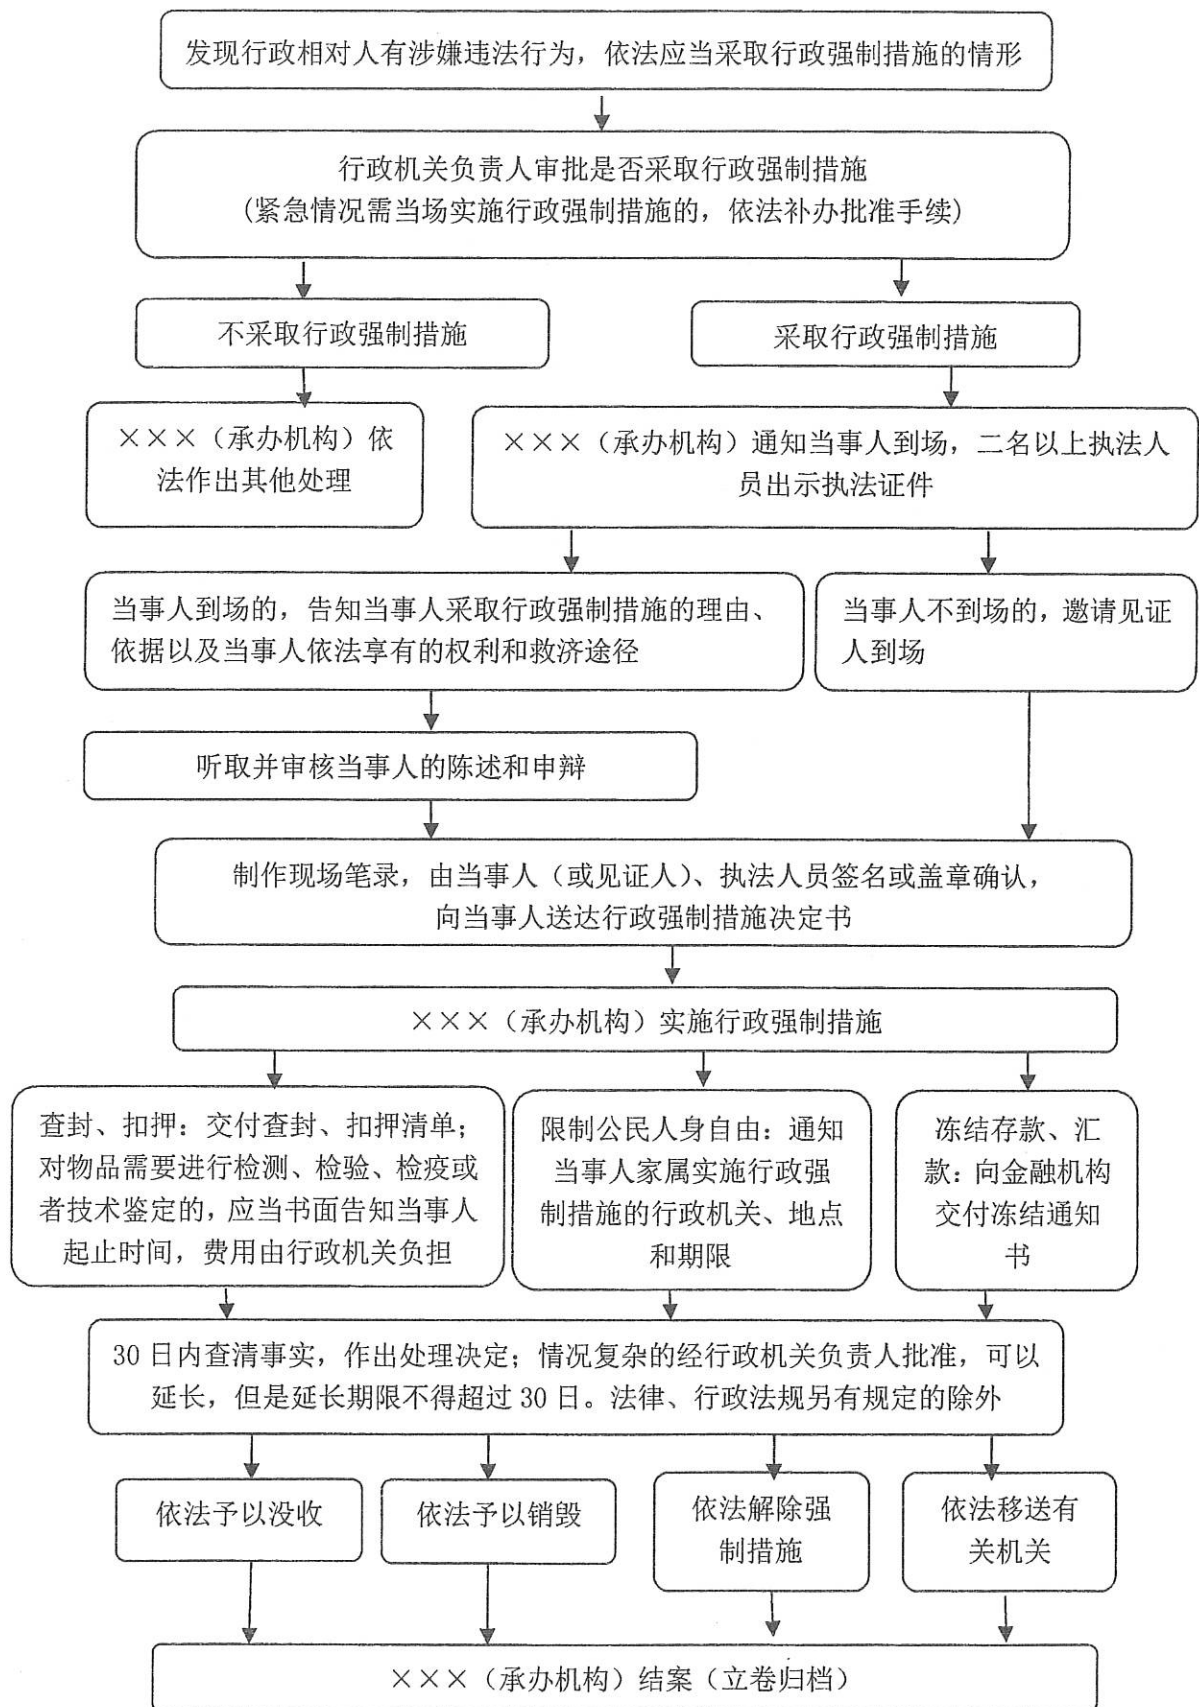 发现行政相对人有涉嫌违法行为，依法应当采取行政强制措施的情形
行政机关负责人审批是否采取行政强制措施
(紧急情况需当场实施行政强制措施的，依法补办批准手续)
不采取行政强制措施
采取行政强制措施
×××（承办机构）依
法作出其他处理
×××（承办机构）通知当事人到场，二名以上执法人
员出示执法证件
当事人到场的，告知当事人采取行政强制措施的理由、
依据以及当事人依法享有的权利和救济途径
当事人不到场的，邀请见证
人到场
听取并审核当事人的陈述和申辩
制作现场笔录，由当事人（或见证人）、执法人员签名或盖章确认，
向当事人送达行政强制措施决定书
×××（承办机构）实施行政强制措施
查封、扣押：交付查封、扣押清单；
对物品需要进行检测、检验、检疫或
者技术鉴定的，应当书面告知当事人
起止时间，费用由行政机关负担
限制公民人身自由：通知
当事人家属实施行政强
制措施的行政机关、地点
和期限
冻结存款、汇
款：向金融机构
交付冻结通知
书
30 日内查清事实，作出处理决定；情况复杂的经行政机关负责人批准，可以
延长，但是延长期限不得超过 30 日。法律、行政法规另有规定的除外
依法予以没收
依法予以销毁
依法解除强
制措施
依法移送有
关机关
×××（承办机构）结案（立卷归档）